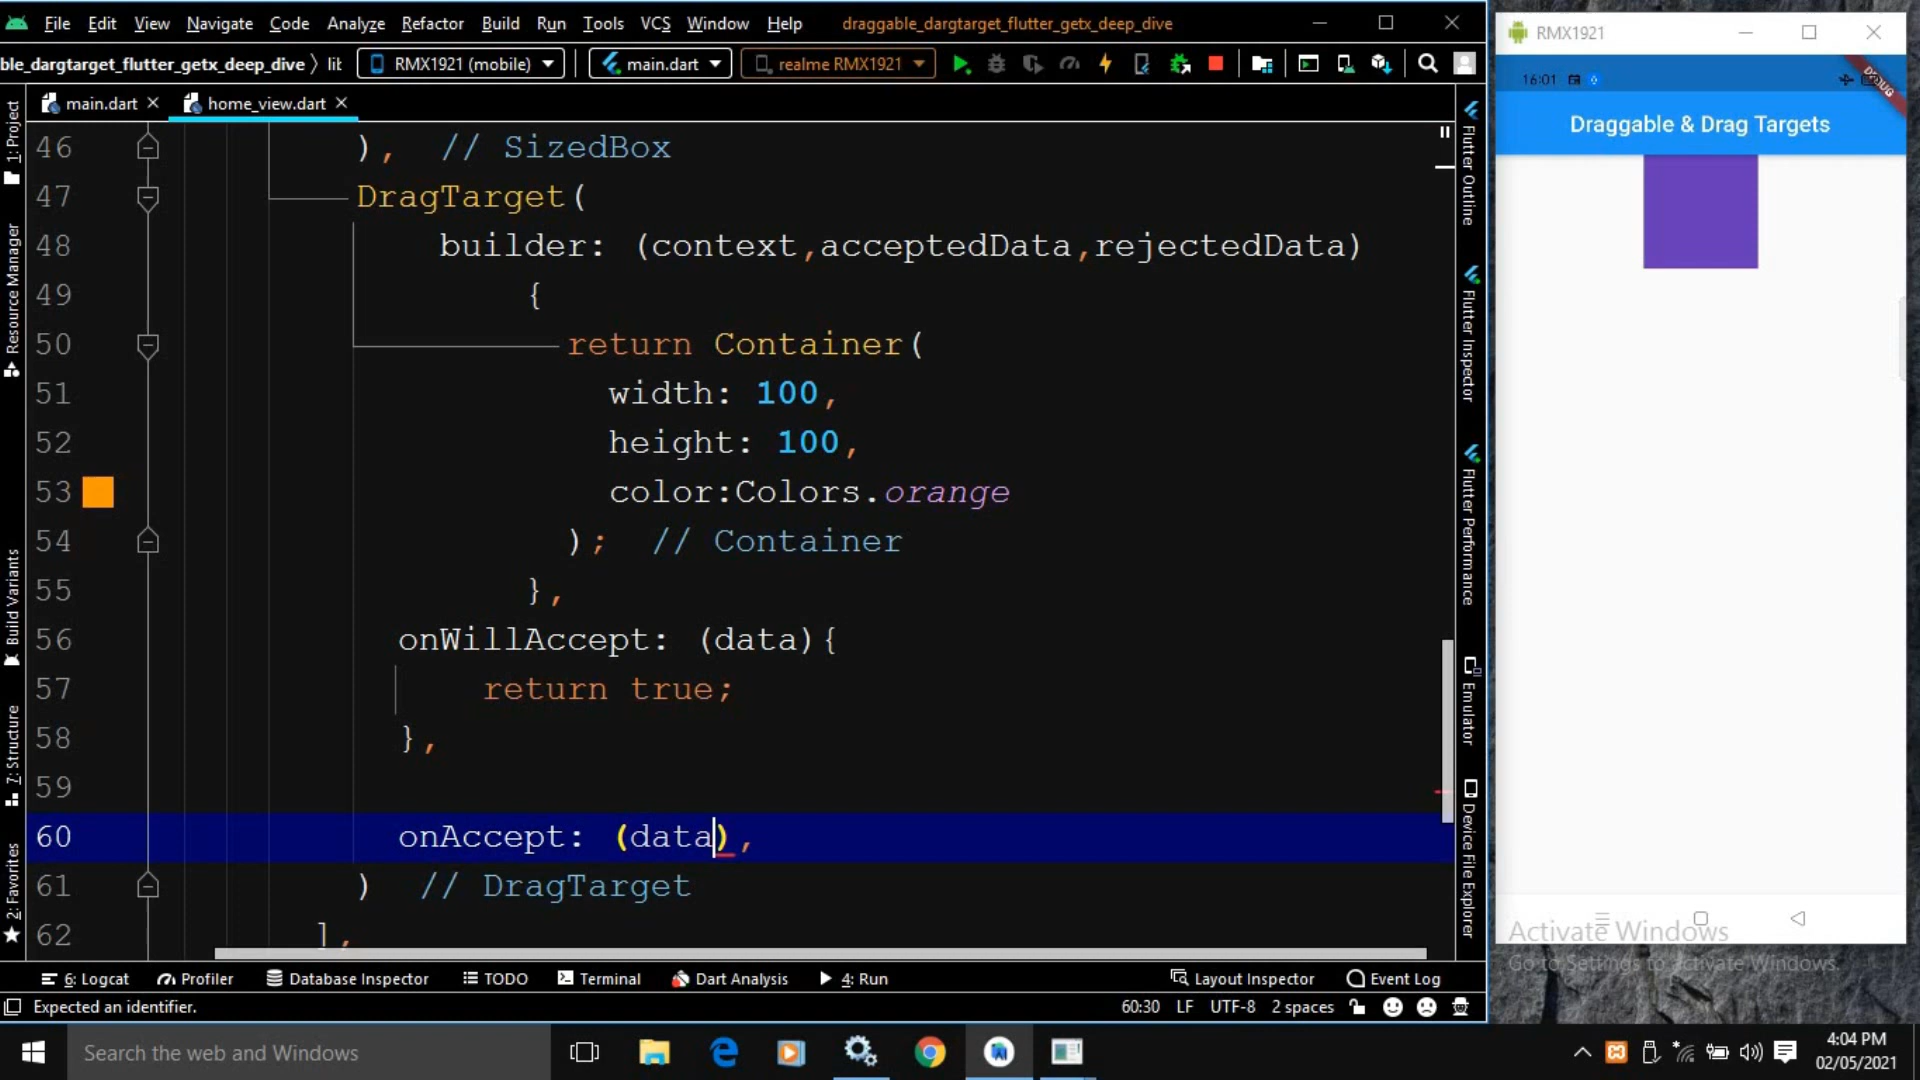 File Edit View Navigate Code Analyze Refactor Build Run Tools VCS Window Help draggable_dargtarget_flutter_getx_deep_dive
ble_dargtarget_flutter_getx_deep_dive lib RMX1921 (mobile) main.dart realme RMX1921
main.dart home_view.dart
46 ), // SizedBox
47 DragTarget(
48 builder: (context,acceptedData,rejectedData)
49 {
50 return Container(
51 width: 100,
52 height: 100,
53 color:Colors.orange
54 ); // Container
55 },
56 onWillAccept: (data){
57 return true;
58 },
59
60 onAccept: (data),
61 ) // DragTarget
62 ],
1: Project
Resource Manager
Build Variants
7: Structure
2: Favorites
Flutter Outline
Flutter Inspector
Flutter Performance
Emulator
Device File Explorer
6: Logcat Profiler Database Inspector TODO Terminal Dart Analysis 4: Run Layout Inspector Event Log
Expected an identifier. 60:30 LF UTF-8 2 spaces
RMX1921
16:01
DEBUG
Draggable & Drag Targets
Activate Windows
Go to Settings to activate Windows.
Search the web and Windows
4:04 PM
02/05/2021